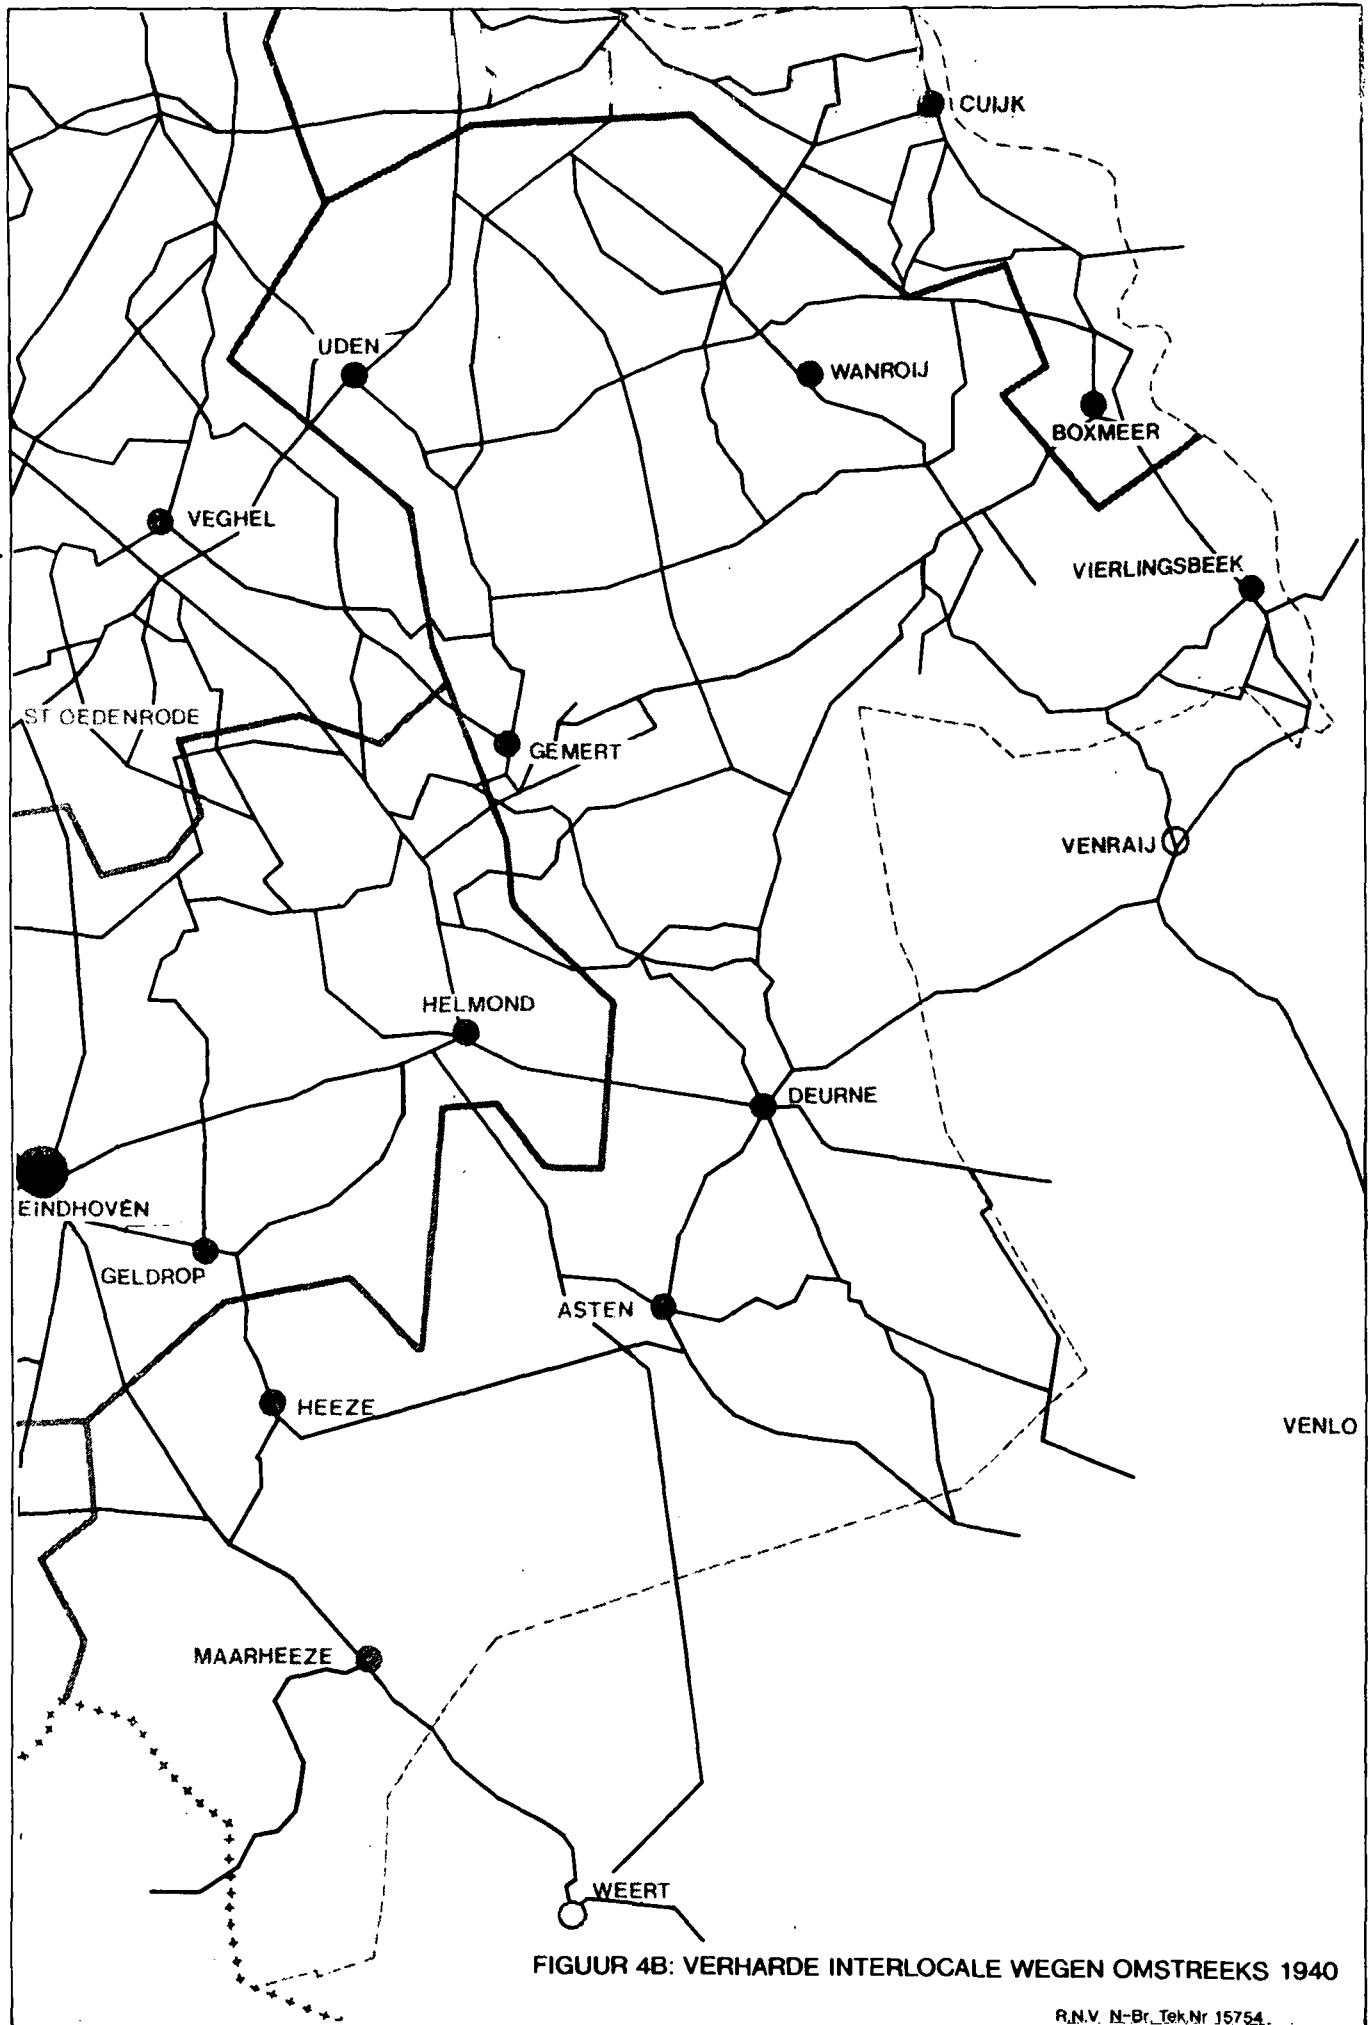 CUIJK
UDEN
WANROIJ
BOXMEER
VEGHEL
VIERLINGSBEEK
ST OEDENRODE
GEMERT
VENRAIJ
HELMOND
DEURNE
EINDHOVEN
GELDROP
ASTEN
HEEZE
VENLO
MAARHEEZE
WEERT
FIGUUR 4B: VERHARDE INTERLOCALE WEGEN OMSTREEKS 1940
R.N.V. N-Br. Tek.Nr 15754.